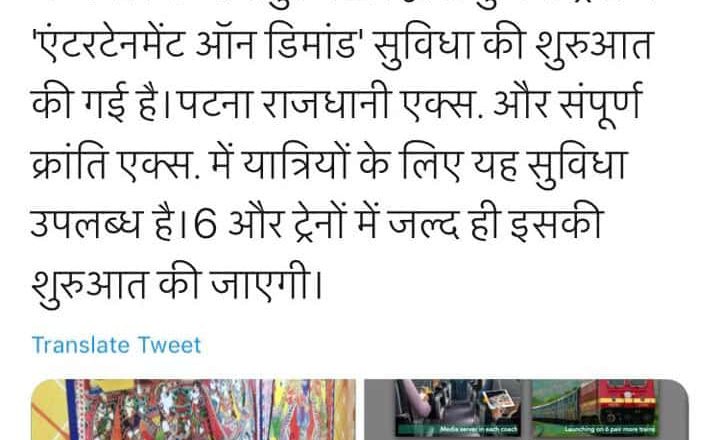 'एंटरटेनमेंट ऑन डिमांड' सुविधा की शुरुआत
की गई है।पटना राजधानी एक्स. और संपूर्ण
क्रांति एक्स. में यात्रियों के लिए यह सुविधा
उपलब्ध है।6 और ट्रेनों में जल्द ही इसकी
शुरुआत की जाएगी।
Translate Tweet
Media server in each coach
Launching on 6 pair more trains